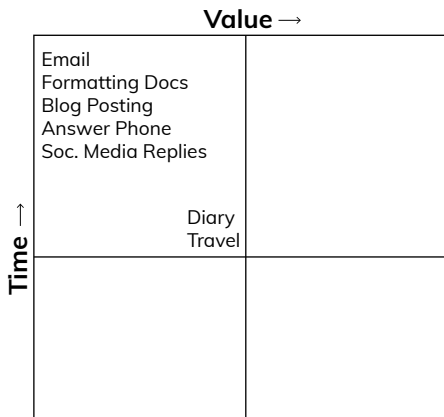 Value →
Email
Formatting Docs
Blog Posting
Answer Phone
Soc. Media Replies
Diary
Travel
Time →